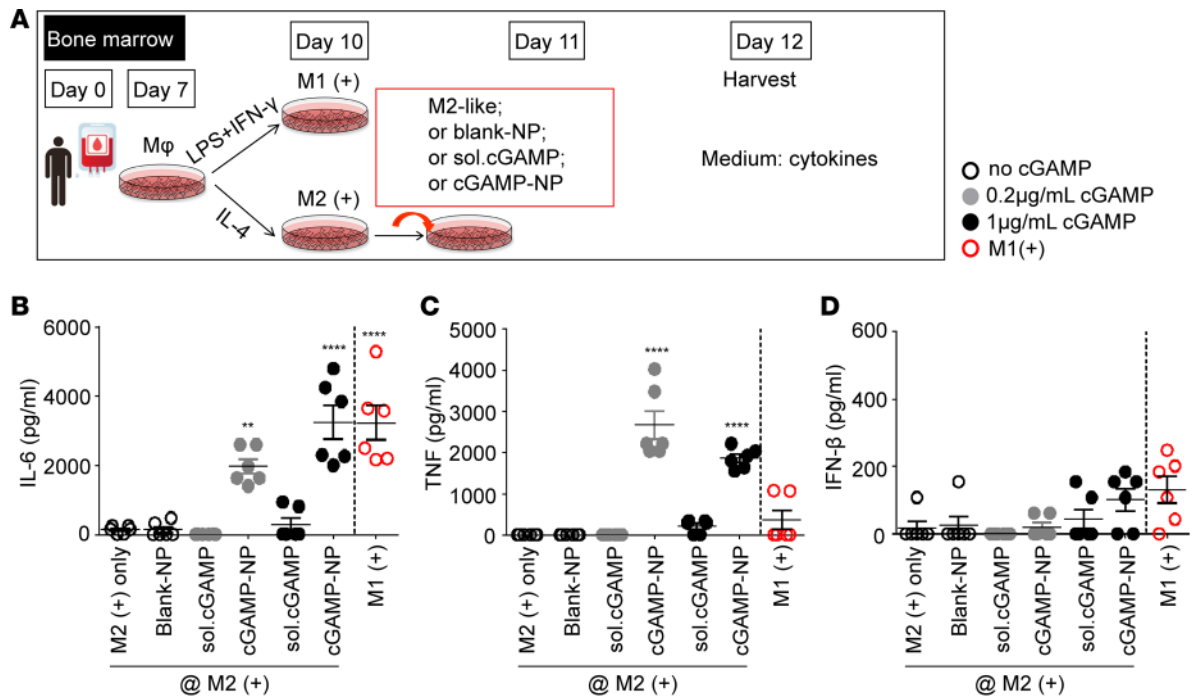 A
Bone marrow
Day 0
Day 7
Day 10
Day 11
Day 12
Mφ
LPS+IFN-γ
IL-4
M1 (+)
M2 (+)
M2-like;
or blank-NP;
or sol.cGAMP;
or cGAMP-NP
Harvest
Medium: cytokines
no cGAMP
0.2μg/mL cGAMP
1μg/mL cGAMP
M1(+)
B
IL-6 (pg/ml)
6000
4000
2000
0
**
****
****
M2 (+) only
Blank-NP
sol.cGAMP
cGAMP-NP
sol.cGAMP
cGAMP-NP
M1 (+)
@ M2 (+)
C
TNF (pg/ml)
5000
4000
3000
2000
1000
0
****
****
M2 (+) only
Blank-NP
sol.cGAMP
cGAMP-NP
sol.cGAMP
cGAMP-NP
M1 (+)
@ M2 (+)
D
IFN-β (pg/ml)
600
400
200
0
M2 (+) only
Blank-NP
sol.cGAMP
cGAMP-NP
sol.cGAMP
cGAMP-NP
M1 (+)
@ M2 (+)